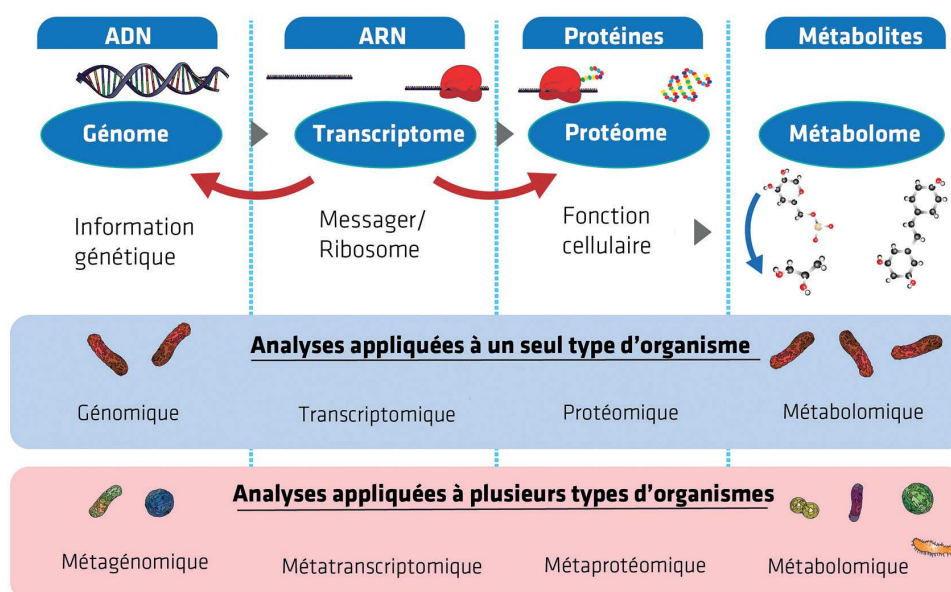 ADN
ARN
Protéines
Métabolites
Génome
Transcriptome
Protéome
Métabolome
Information
génétique
Messager/
Ribosome
Fonction
cellulaire
Analyses appliquées à un seul type d'organisme
Génomique
Transcriptomique
Protéomique
Métabolomique
Analyses appliquées à plusieurs types d'organismes
Métagénomique
Métatranscriptomique
Métaprotéomique
Métabolomique